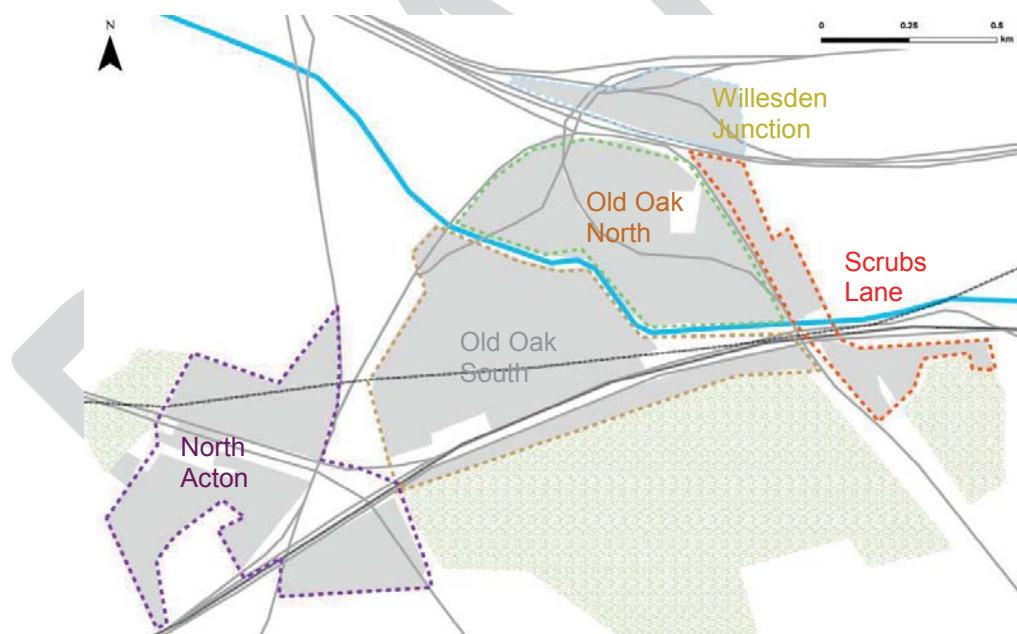 N
0 0.25 0.5
km
Willesden
Junction
Old Oak
North
Scrubs
Lane
Old Oak
South
North
Acton